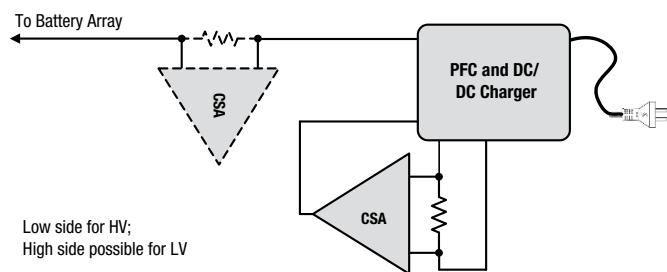 To Battery Array
PFC and DC/
DC Charger
CSA
CSA
Low side for HV;
High side possible for LV